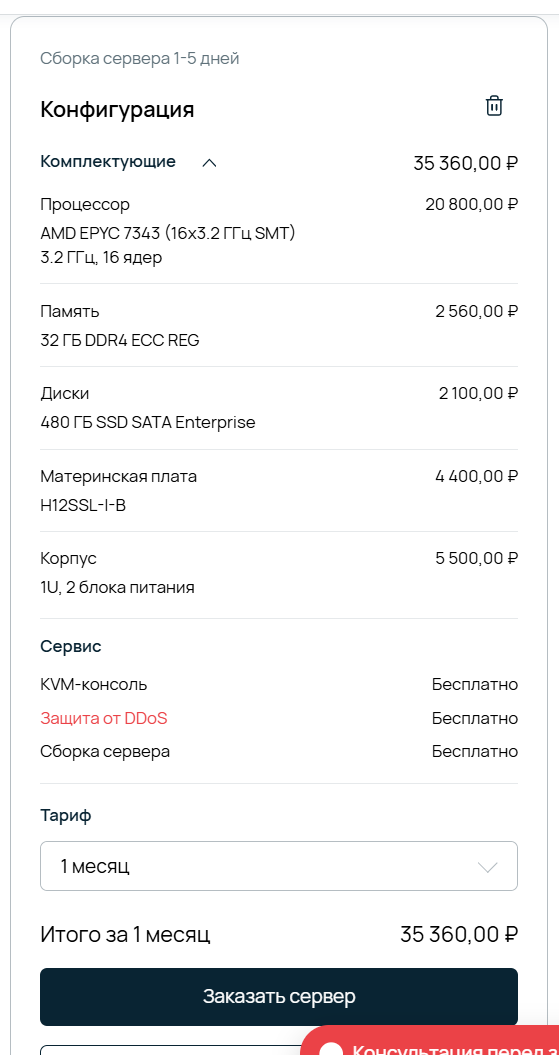 Сборка сервера 1-5 дней
Конфигурация
Комплектующие 35 360,00 ₽
Процессор 20 800,00 ₽
AMD EPYC 7343 (16x3.2 ГГц SMT)
3.2 ГГц, 16 ядер
Память 2 560,00 ₽
32 ГБ DDR4 ECC REG
Диски 2 100,00 ₽
480 ГБ SSD SATA Enterprise
Материнская плата 4 400,00 ₽
H12SSL-I-B
Корпус 5 500,00 ₽
1U, 2 блока питания
Сервис
KVM-консоль Бесплатно
Защита от DDoS Бесплатно
Сборка сервера Бесплатно
Тариф
1 месяц
Итого за 1 месяц 35 360,00 ₽
Заказать сервер
Консультация перед з